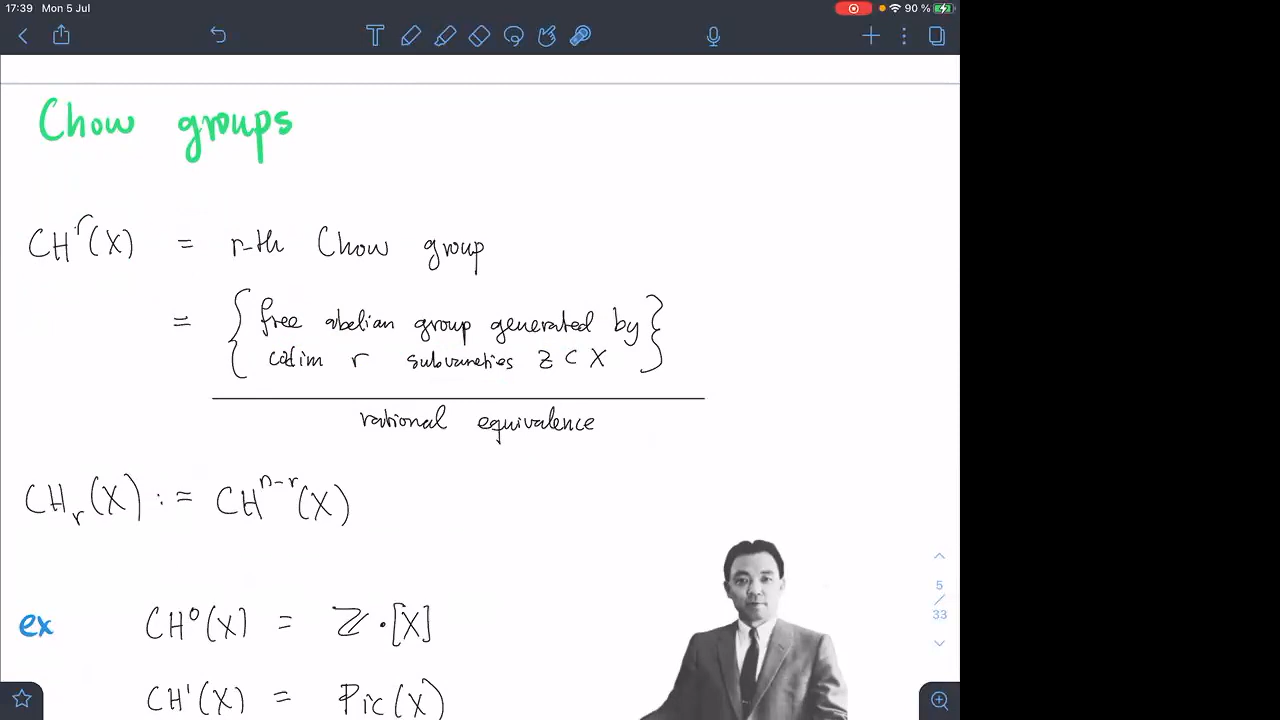 17:39 Mon 5 Jul
90 %
Chow groups
CH^r(X) = r-th Chow group
= { free abelian group generated by
codim r subvarieties Z ⊂ X }
rational equivalence
CH_r(X) := CH^{n-r}(X)
ex CH^0(X) = ℤ·[X]
CH^1(X) = Pic(X)
5
/
33